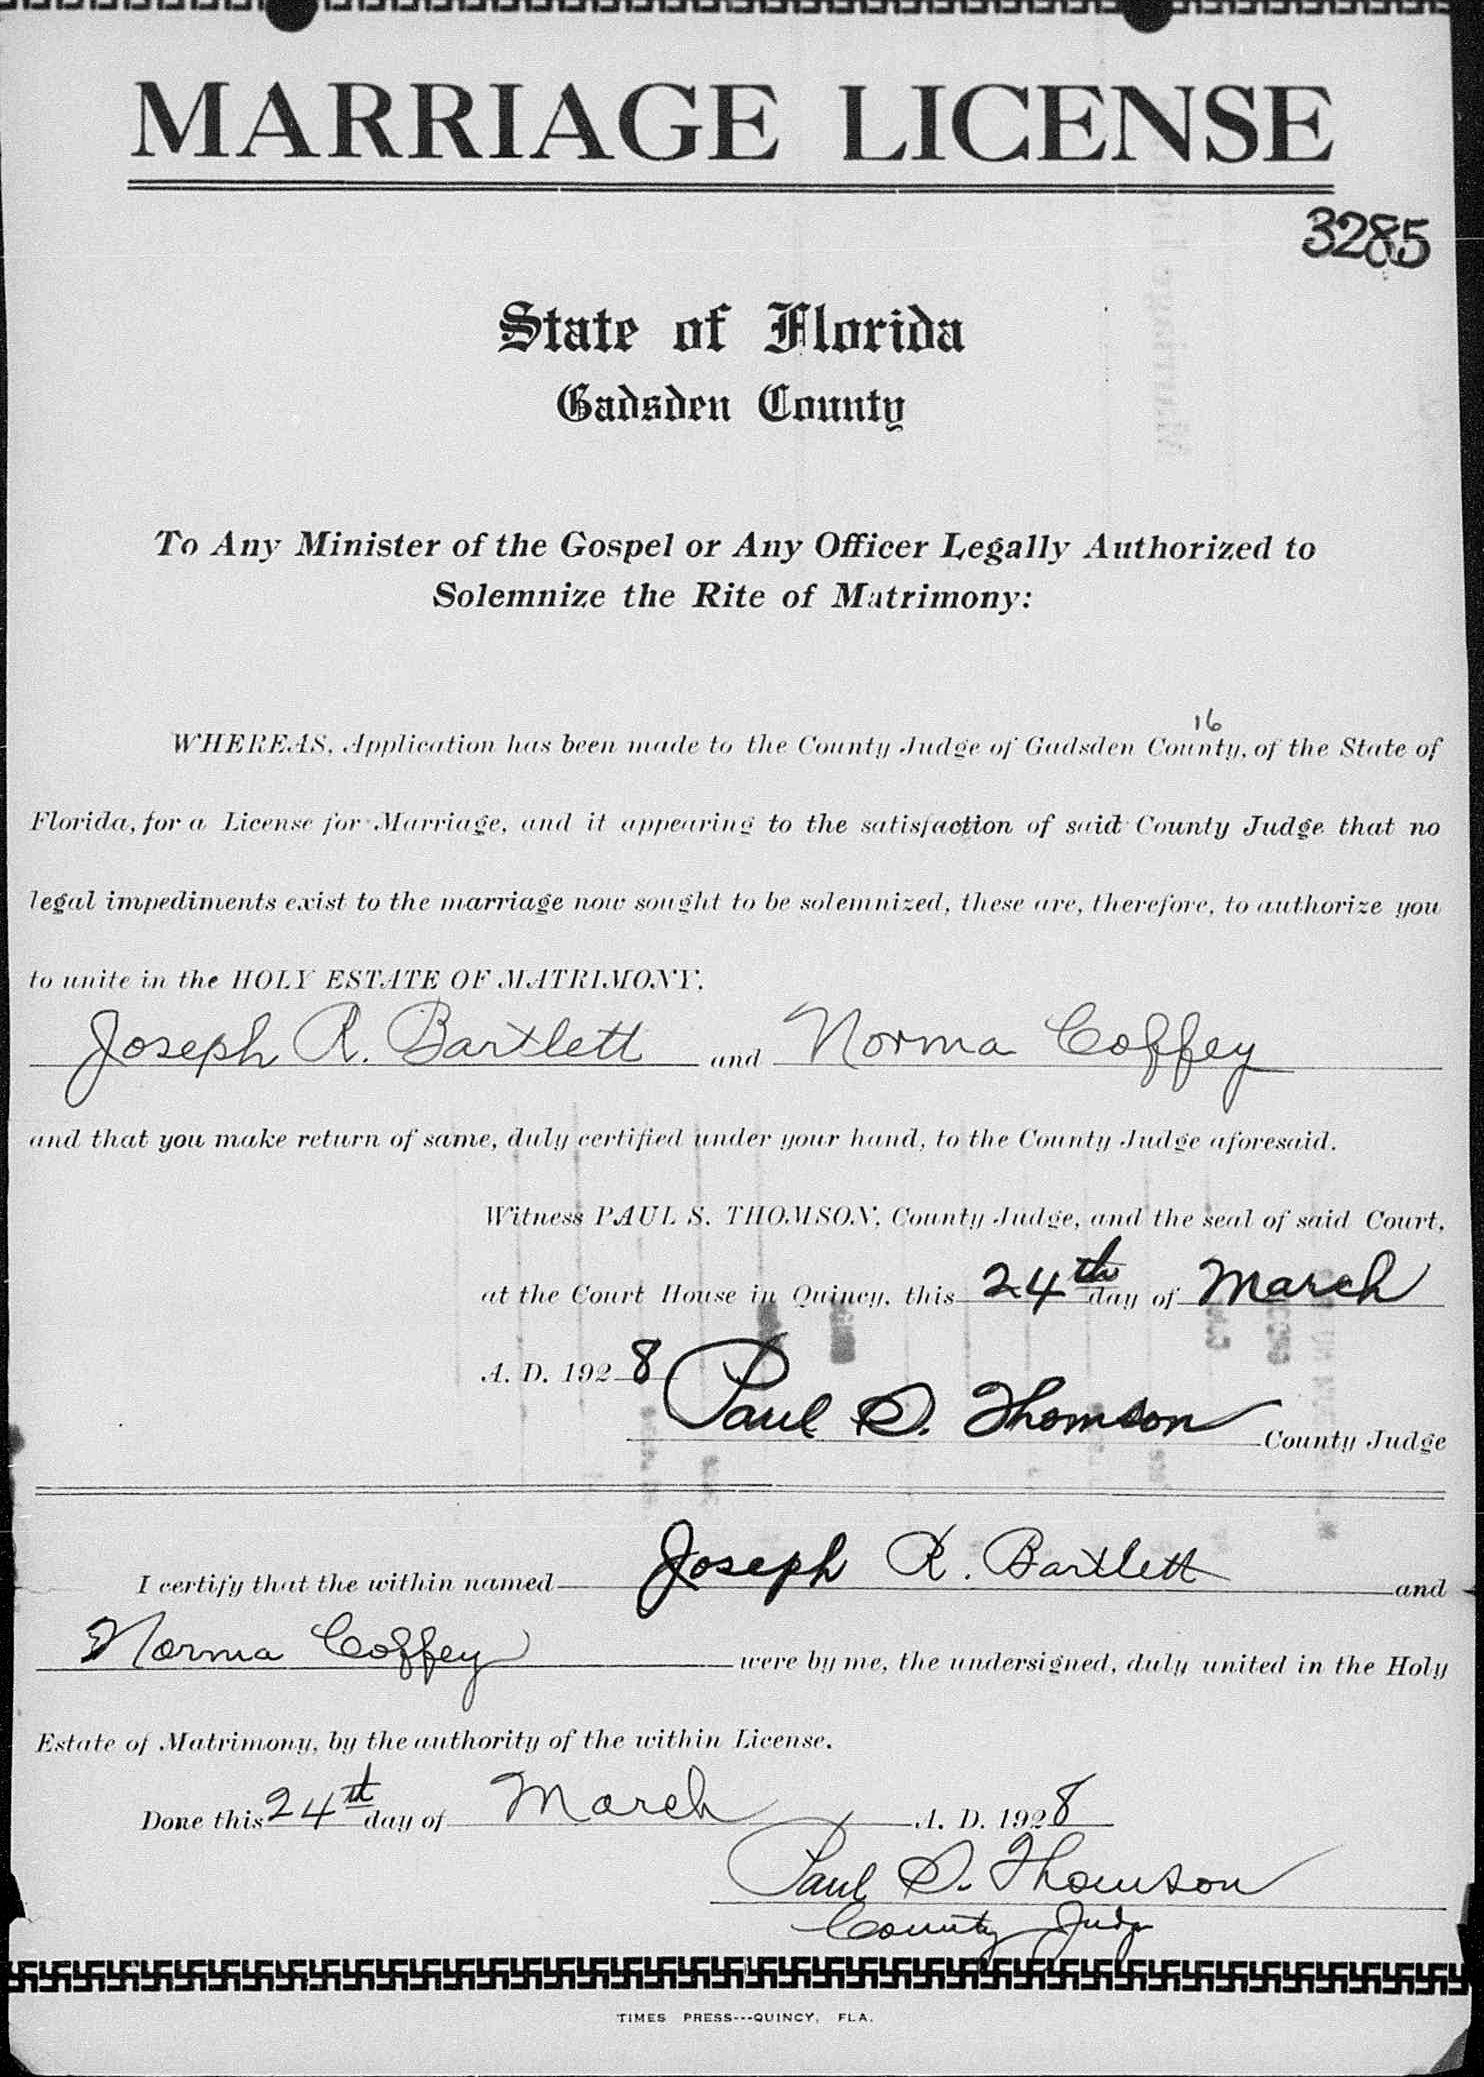 MARRIAGE LICENSE
3285
State of Florida
Gadsden County
To Any Minister of the Gospel or Any Officer Legally Authorized to
Solemnize the Rite of Matrimony:
16
WHEREAS, Application has been made to the County Judge of Gadsden County, of the State of
Florida, for a License for Marriage, and it appearing to the satisfaction of said County Judge that no
legal impediments exist to the marriage now sought to be solemnized, these are, therefore, to authorize you
to unite in the HOLY ESTATE OF MATRIMONY.
Joseph R. Bartlett and Norma Coffey
and that you make return of same, duly certified under your hand, to the County Judge aforesaid.
Witness PAUL S. THOMSON, County Judge, and the seal of said Court,
at the Court House in Quincy, this 24th day of March
A. D. 1928
Paul S. Thomson County Judge
I certify that the within named Joseph R. Bartlett and
Norma Coffey were by me, the undersigned, duly united in the Holy
Estate of Matrimony, by the authority of the within License.
Done this 24th day of March A. D. 1928
Paul S. Thomson
County Judge
TIMES PRESS---QUINCY, FLA.